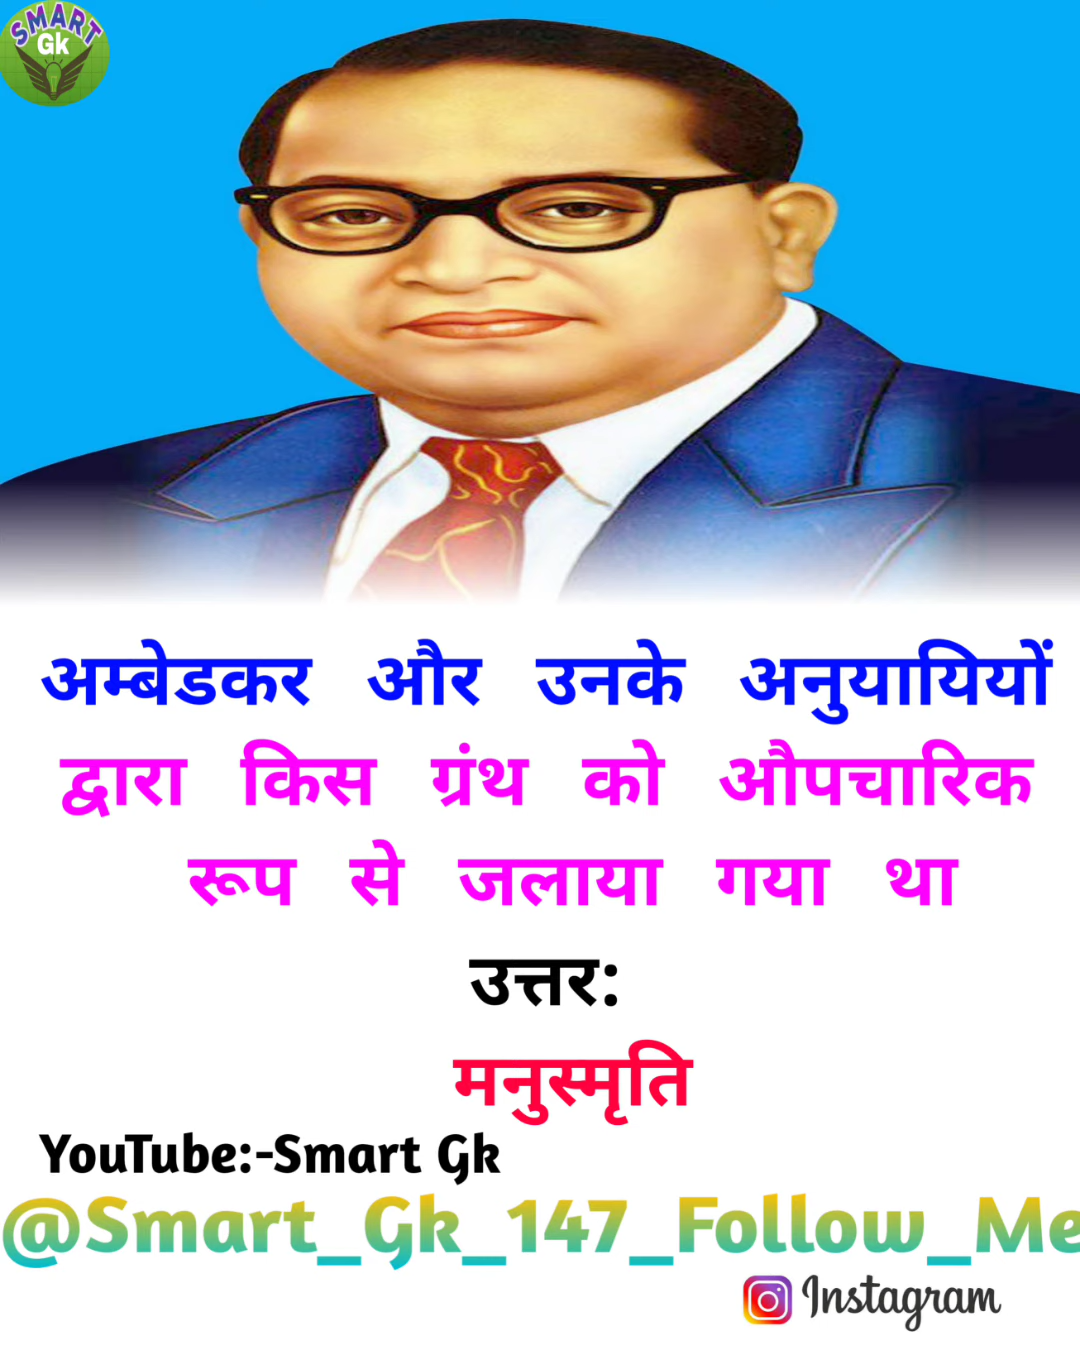 SMART
Gk
अम्बेडकर और उनके अनुयायियों
द्वारा किस ग्रंथ को औपचारिक
रूप से जलाया गया था
उत्तर:
मनुस्मृति
YouTube:-Smart Gk
@Smart_Gk_147_Follow_Me
Instagram